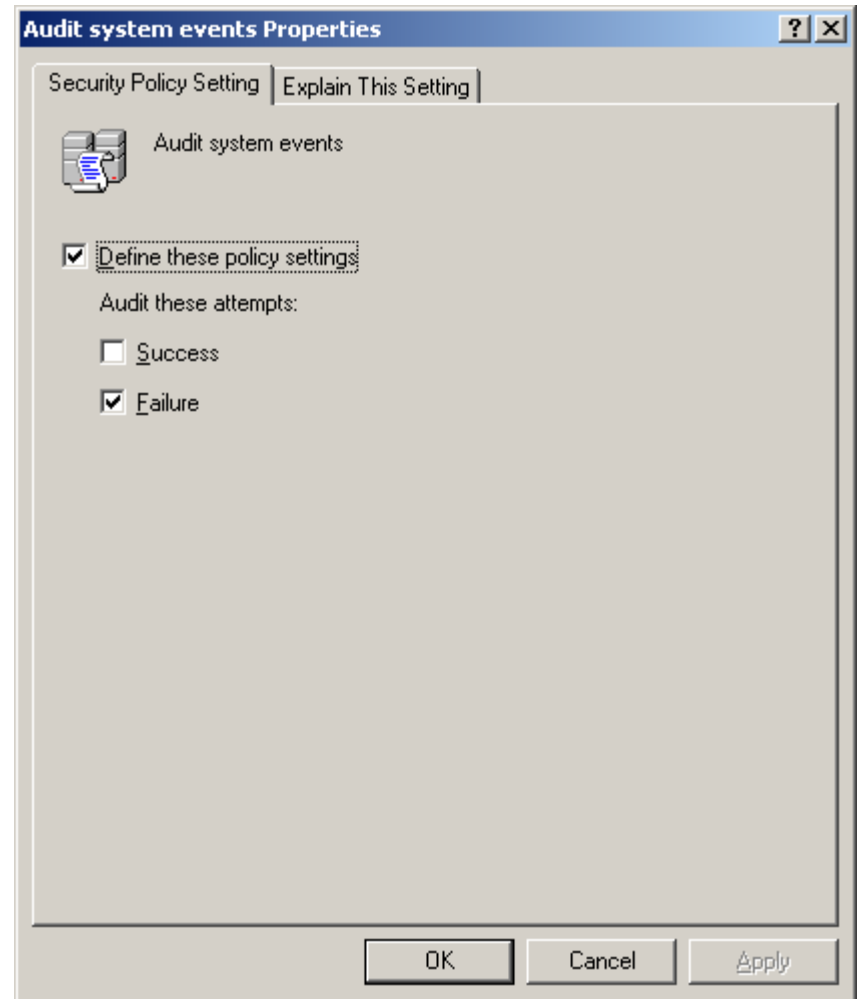 Audit system events Properties
Security Policy Setting Explain This Setting
Audit system events
Define these policy settings
Audit these attempts:
Success
Failure
OK Cancel Apply